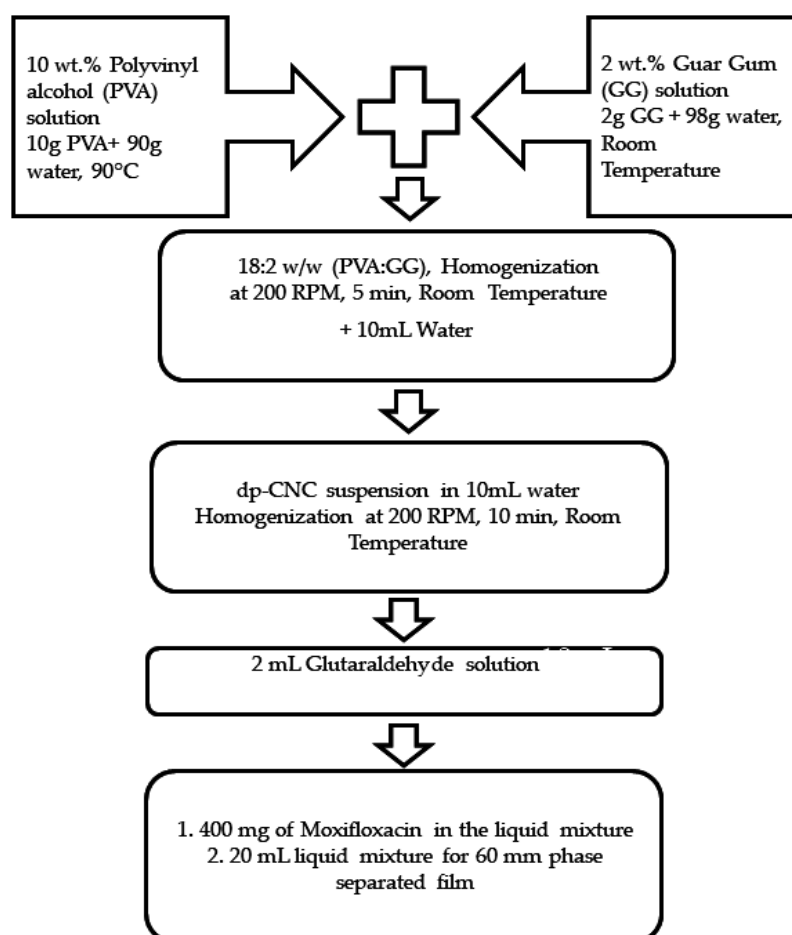 10 wt.% Polyvinyl
alcohol (PVA)
solution
10g PVA+ 90g
water, 90°C
2 wt.% Guar Gum
(GG) solution
2g GG + 98g water,
Room
Temperature
18:2 w/w (PVA:GG), Homogenization
at 200 RPM, 5 min, Room Temperature
+ 10mL Water
dp-CNC suspension in 10mL water
Homogenization at 200 RPM, 10 min, Room
Temperature
2 mL Glutaraldehyde solution
1. 400 mg of Moxifloxacin in the liquid mixture
2. 20 mL liquid mixture for 60 mm phase
separated film